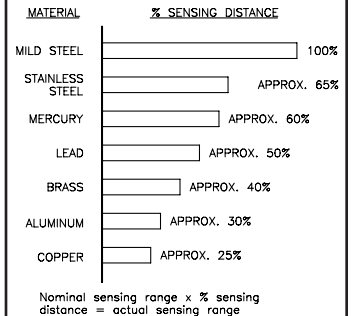 MATERIAL % SENSING DISTANCE
MILD STEEL 100%
STAINLESS
STEEL APPROX. 65%
MERCURY APPROX. 60%
LEAD APPROX. 50%
BRASS APPROX. 40%
ALUMINUM APPROX. 30%
COPPER APPROX. 25%
Nominal sensing range x % sensing
distance = actual sensing range